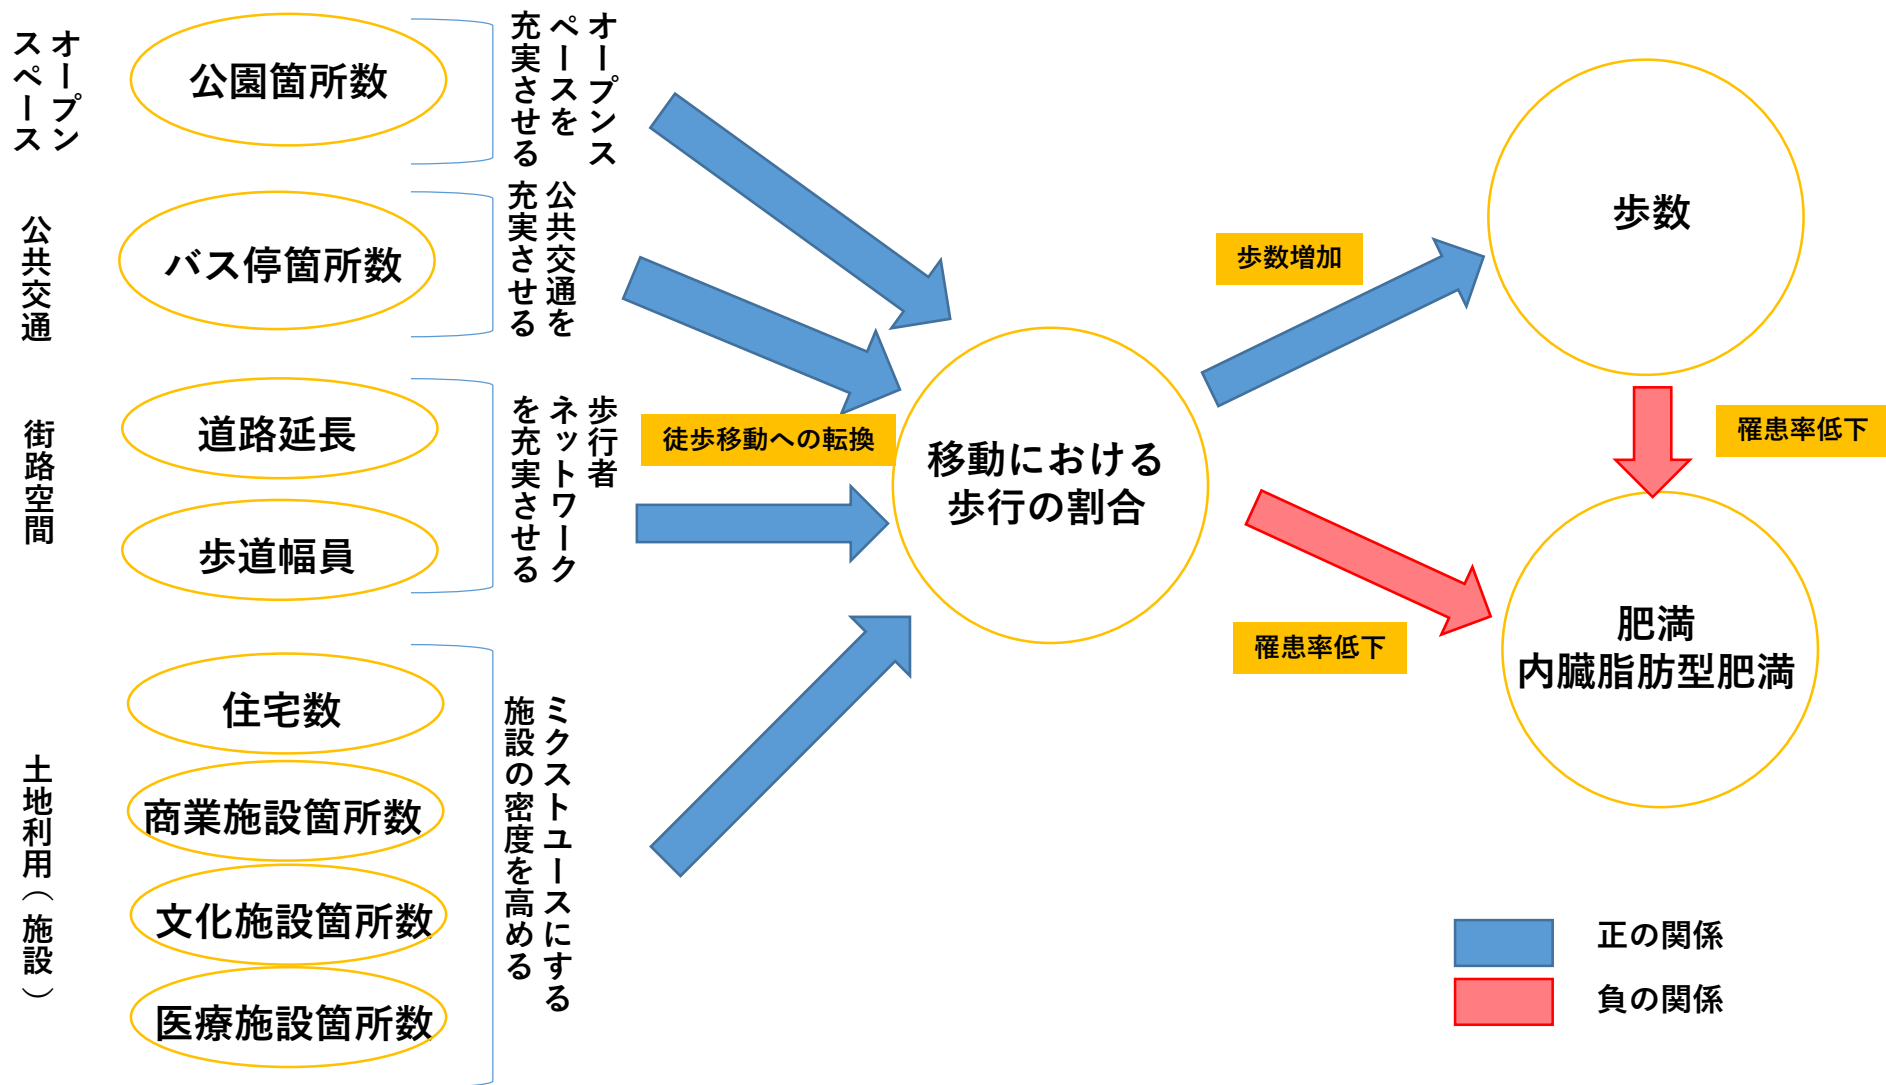 オープン
スペース
公園箇所数
オープンス
ペースを
充実させる
公共交通
バス停箇所数
公共交通を
充実させる
街路空間
道路延長
歩道幅員
歩行者
ネットワーク
を充実させる
土地利用（施設）
住宅数
商業施設箇所数
文化施設箇所数
医療施設箇所数
ミクストユースにする
施設の密度を高める
徒歩移動への転換
移動における
歩行の割合
歩数増加
歩数
罹患率低下
罹患率低下
肥満
内臓脂肪型肥満
正の関係
負の関係